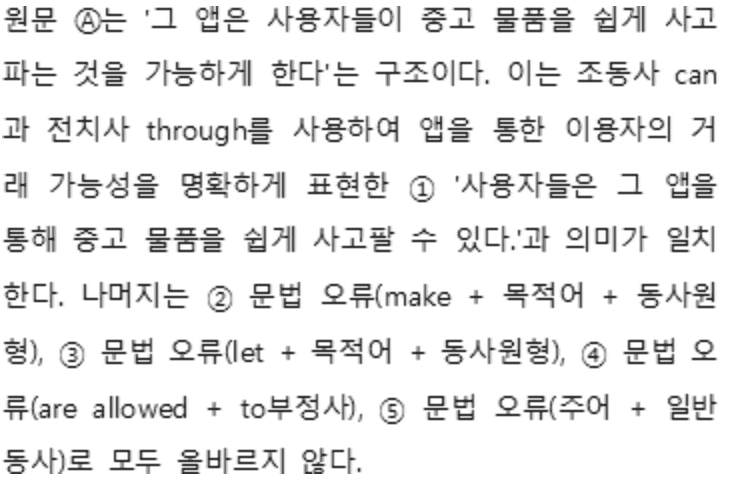 원문 Ⓐ는 '그 앱은 사용자들이 중고 물품을 쉽게 사고
파는 것을 가능하게 한다'는 구조이다. 이는 조동사 can
과 전치사 through를 사용하여 앱을 통한 이용자의 거
래 가능성을 명확하게 표현한 ① '사용자들은 그 앱을
통해 중고 물품을 쉽게 사고팔 수 있다.'과 의미가 일치
한다. 나머지는 ② 문법 오류(make + 목적어 + 동사원
형), ③ 문법 오류(let + 목적어 + 동사원형), ④ 문법 오
류(are allowed + to부정사), ⑤ 문법 오류(주어 + 일반
동사)로 모두 올바르지 않다.